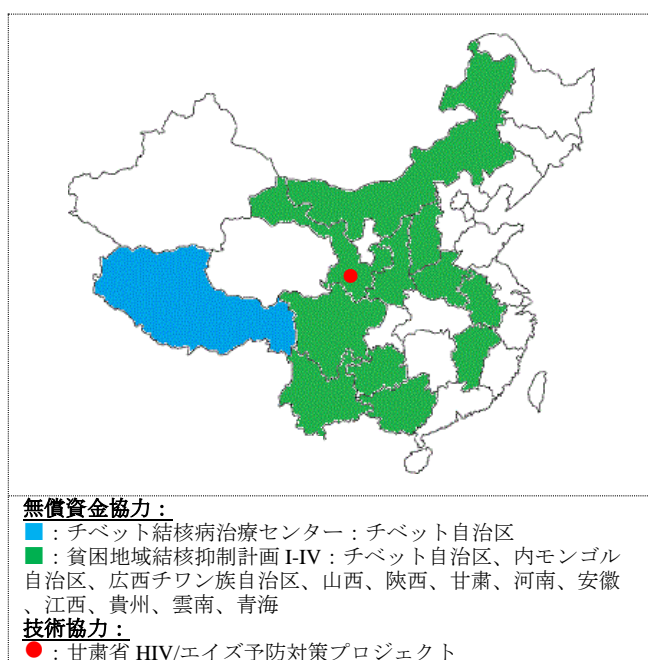 無償資金協力：
■：チベット結核病治療センター：チベット自治区
■：貧困地域結核抑制計画 I-IV：チベット自治区、内モンゴル
自治区、広西チワン族自治区、山西、陝西、甘粛、河南、安徽
、江西、貴州、雲南、青海
技術協力：
●：甘粛省 HIV/エイズ予防対策プロジェクト